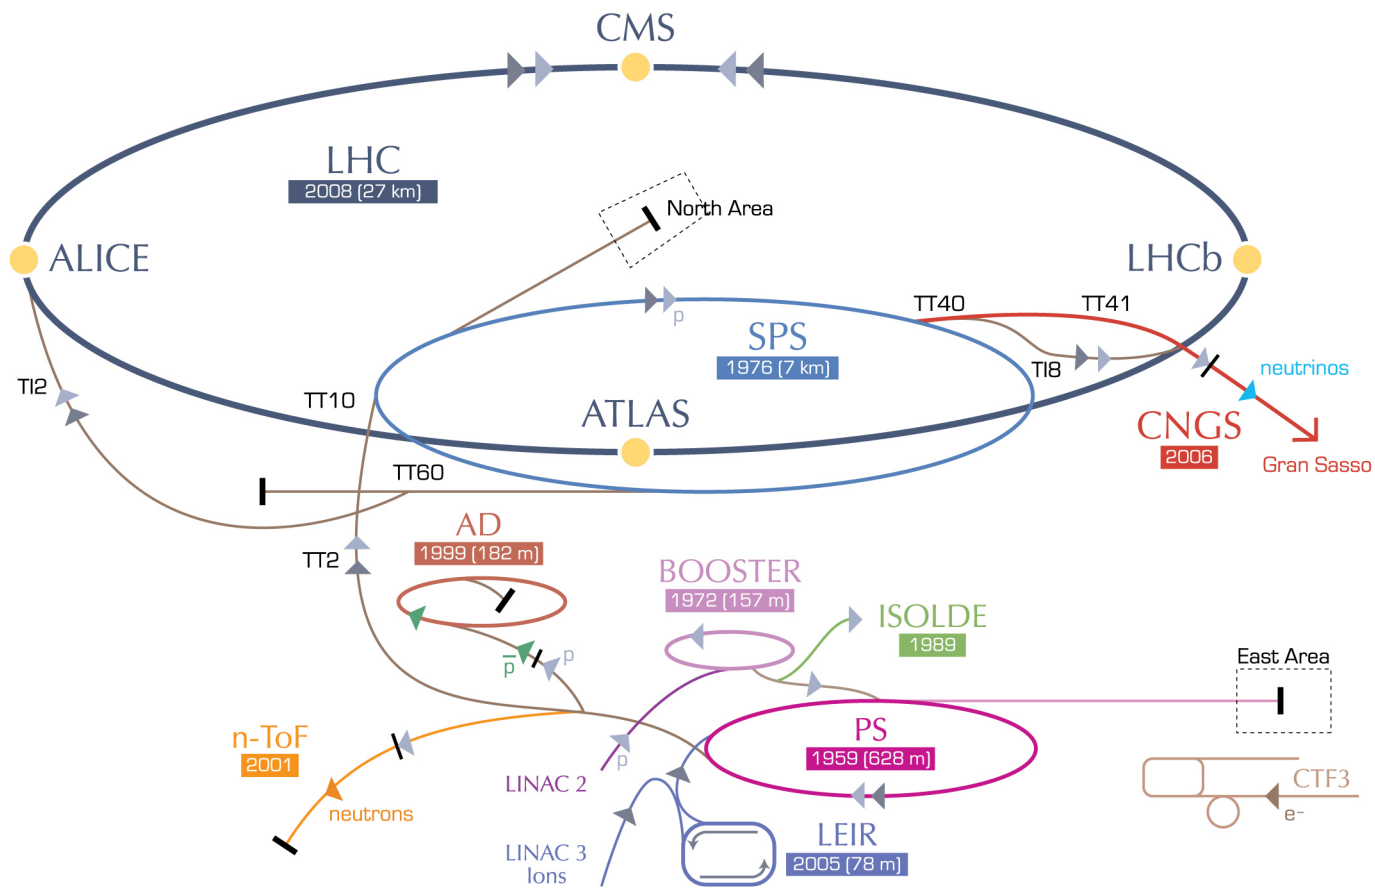 CMS
LHC
2008 (27 km)
North Area
ALICE
LHCb
TT40
TT41
p
SPS
1976 (7 km)
TI8
neutrinos
TI2
TT10
ATLAS
CNGS
2006
Gran Sasso
TT60
AD
1999 (182 m)
TT2
BOOSTER
1972 (157 m)
ISOLDE
1989
p̅
p
East Area
n-ToF
2001
PS
1959 (628 m)
p
LINAC 2
neutrons
CTF3
e-
LEIR
2005 (78 m)
LINAC 3
Ions